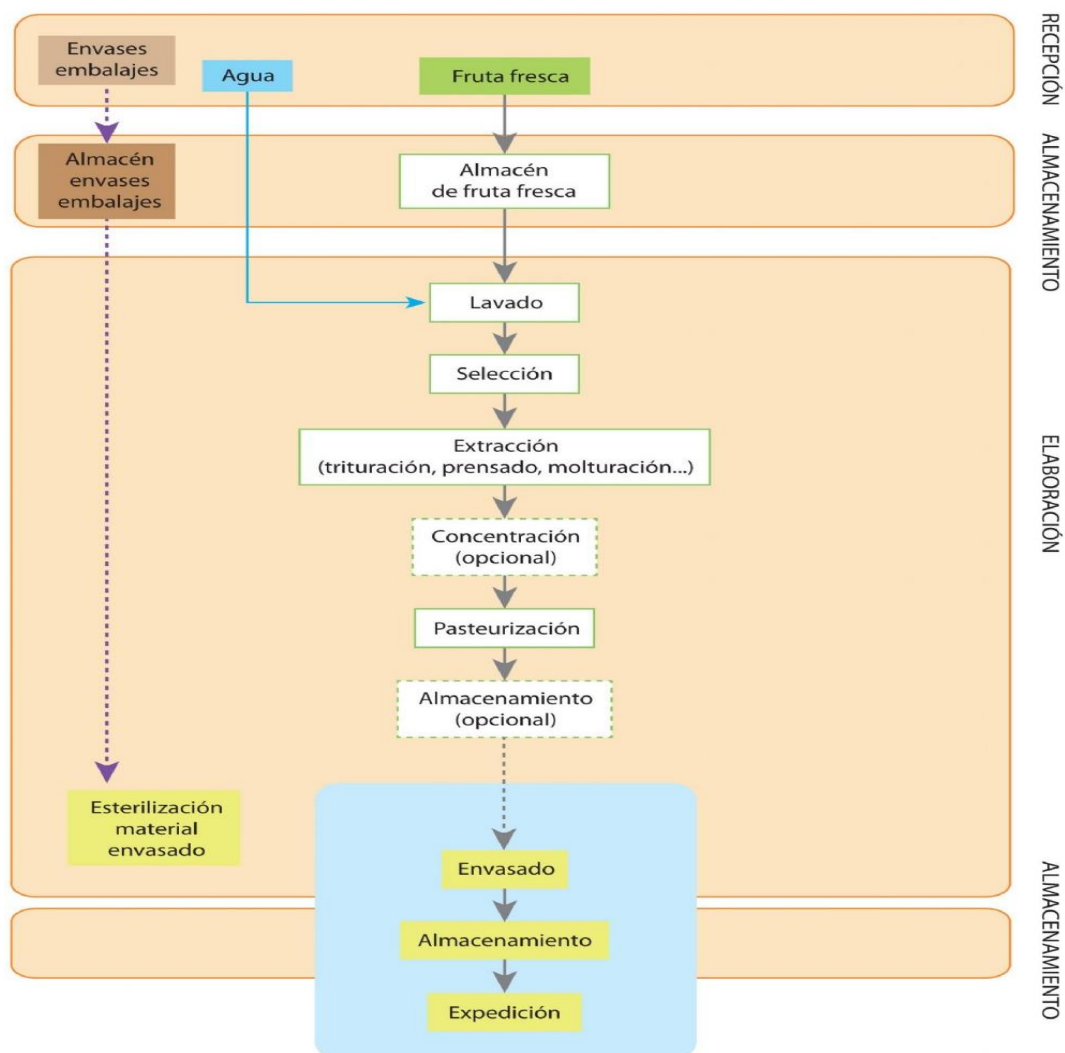 Envases
embalajes
Agua
Fruta fresca
RECEPCIÓN
Almacén
envases
embalajes
Almacén
de fruta fresca
ALMACENAMIENTO
Lavado
Selección
Extracción
(trituración, prensado, molturación...)
Concentración
(opcional)
Pasteurización
Almacenamiento
(opcional)
ELABORACIÓN
Esterilización
material
envasado
Envasado
Almacenamiento
Expedición
ALMACENAMIENTO